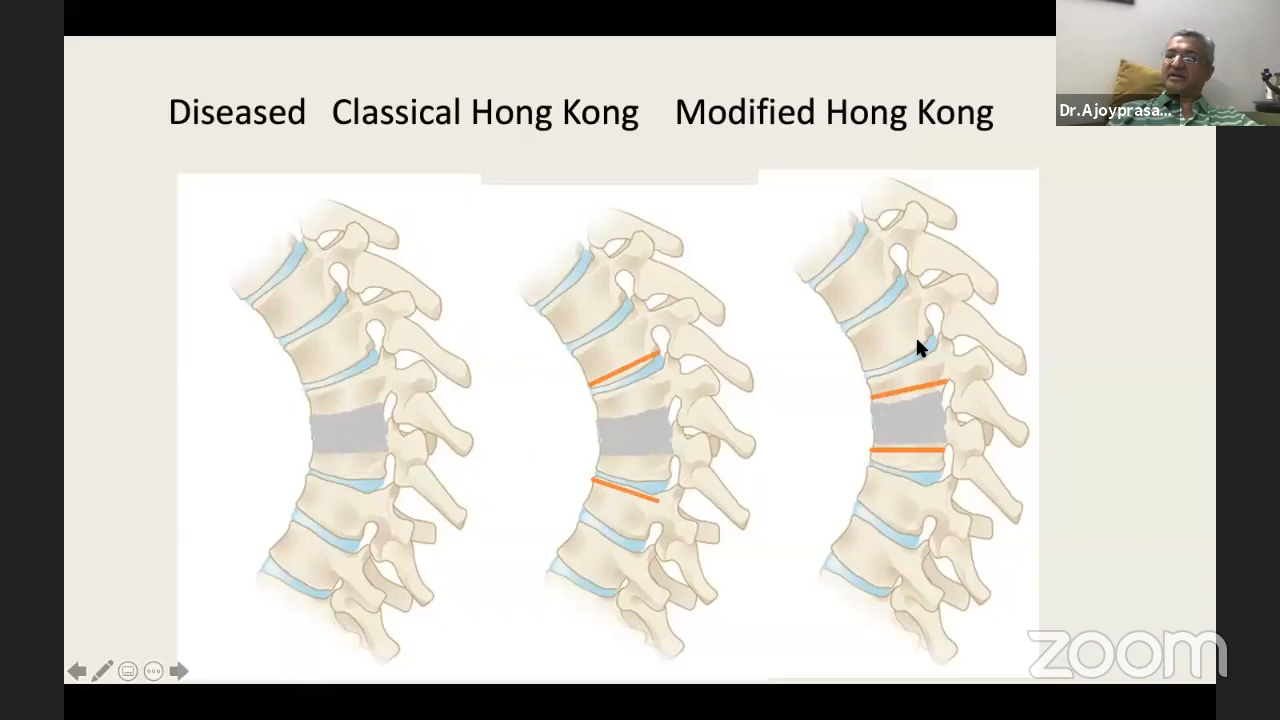 Dr.Ajoyprasa...
Diseased Classical Hong Kong Modified Hong Kong
zoom